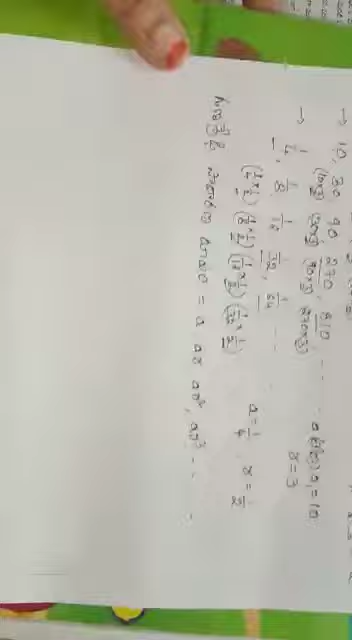 → 10, 30, 90, 270, 810 ...... a (या) a₁ = 10
(10×3) (30×3) (90×3) (270×3) r = 3
→ 1/4, 1/8, 1/16, 1/32, 1/64 ......
(1/4 × 1/2) (1/8 × 1/2) (1/16 × 1/2) (1/32 × 1/2) a = 1/4, r = 1/2
= a, ar, ar², ar³, .....